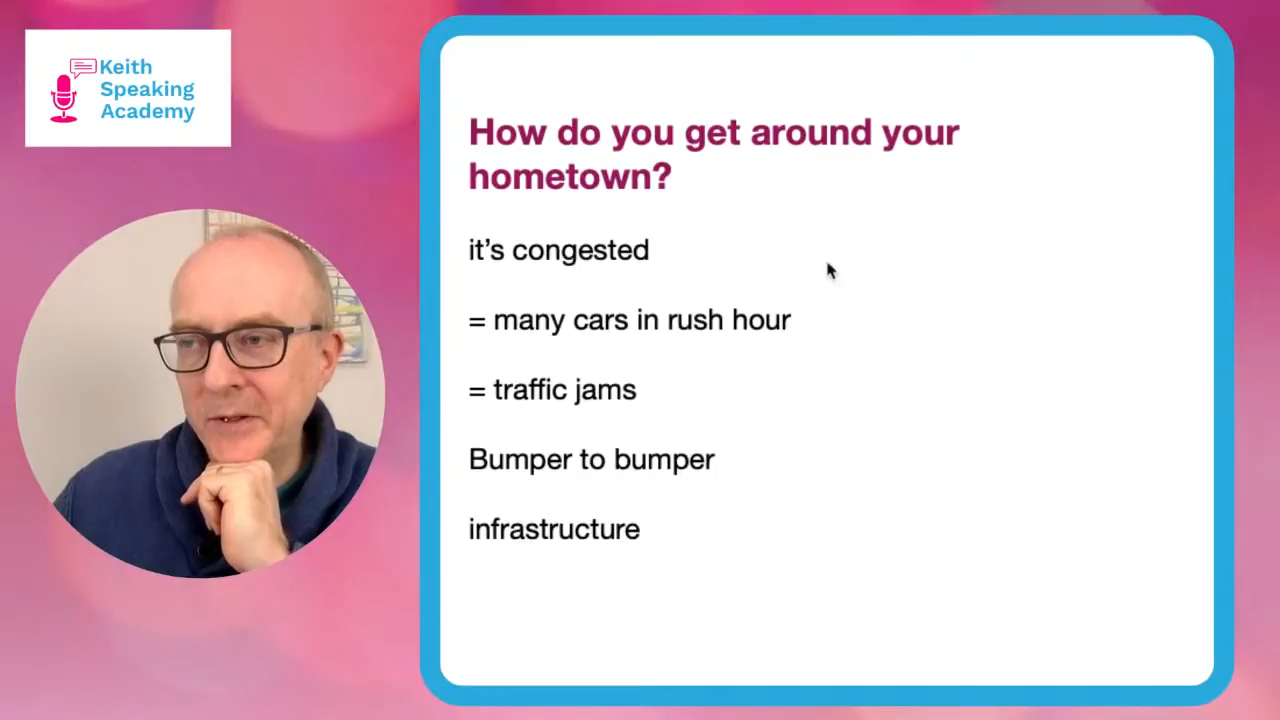 Keith
Speaking
Academy
How do you get around your
hometown?
it’s congested
= many cars in rush hour
= traffic jams
Bumper to bumper
infrastructure